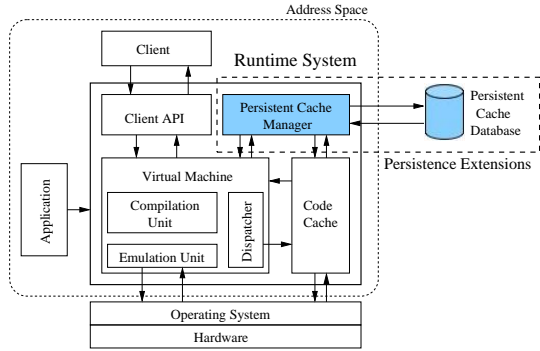 Address Space
Client
Runtime System
Client API
Persistent Cache
Manager
Persistent
Cache
Database
Persistence Extensions
Application
Virtual Machine
Compilation
Unit
Emulation Unit
Dispatcher
Code
Cache
Operating System
Hardware